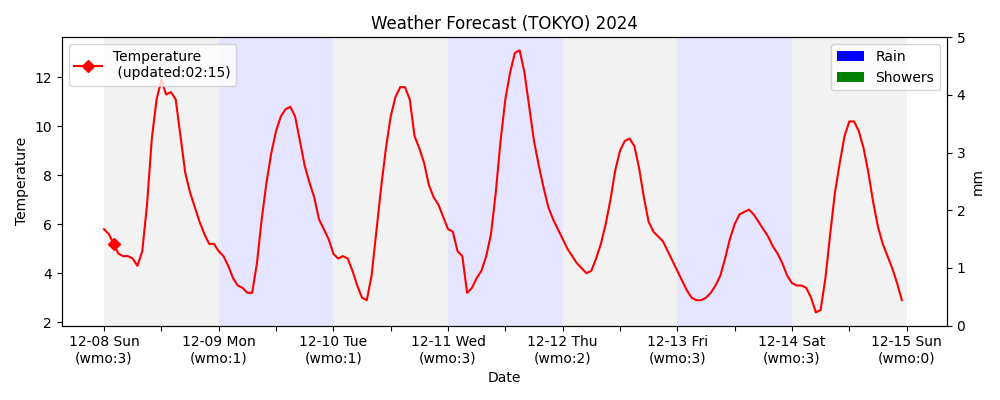 Weather Forecast (TOKYO) 2024
Temperature
(updated:02:15)
Rain
Showers
Temperature
12
10
8
6
4
2
5
4
3
2
1
0
mm
12-08 Sun
(wmo:3)
12-09 Mon
(wmo:1)
12-10 Tue
(wmo:1)
12-11 Wed
(wmo:3)
12-12 Thu
(wmo:2)
12-13 Fri
(wmo:3)
12-14 Sat
(wmo:3)
12-15 Sun
(wmo:0)
Date